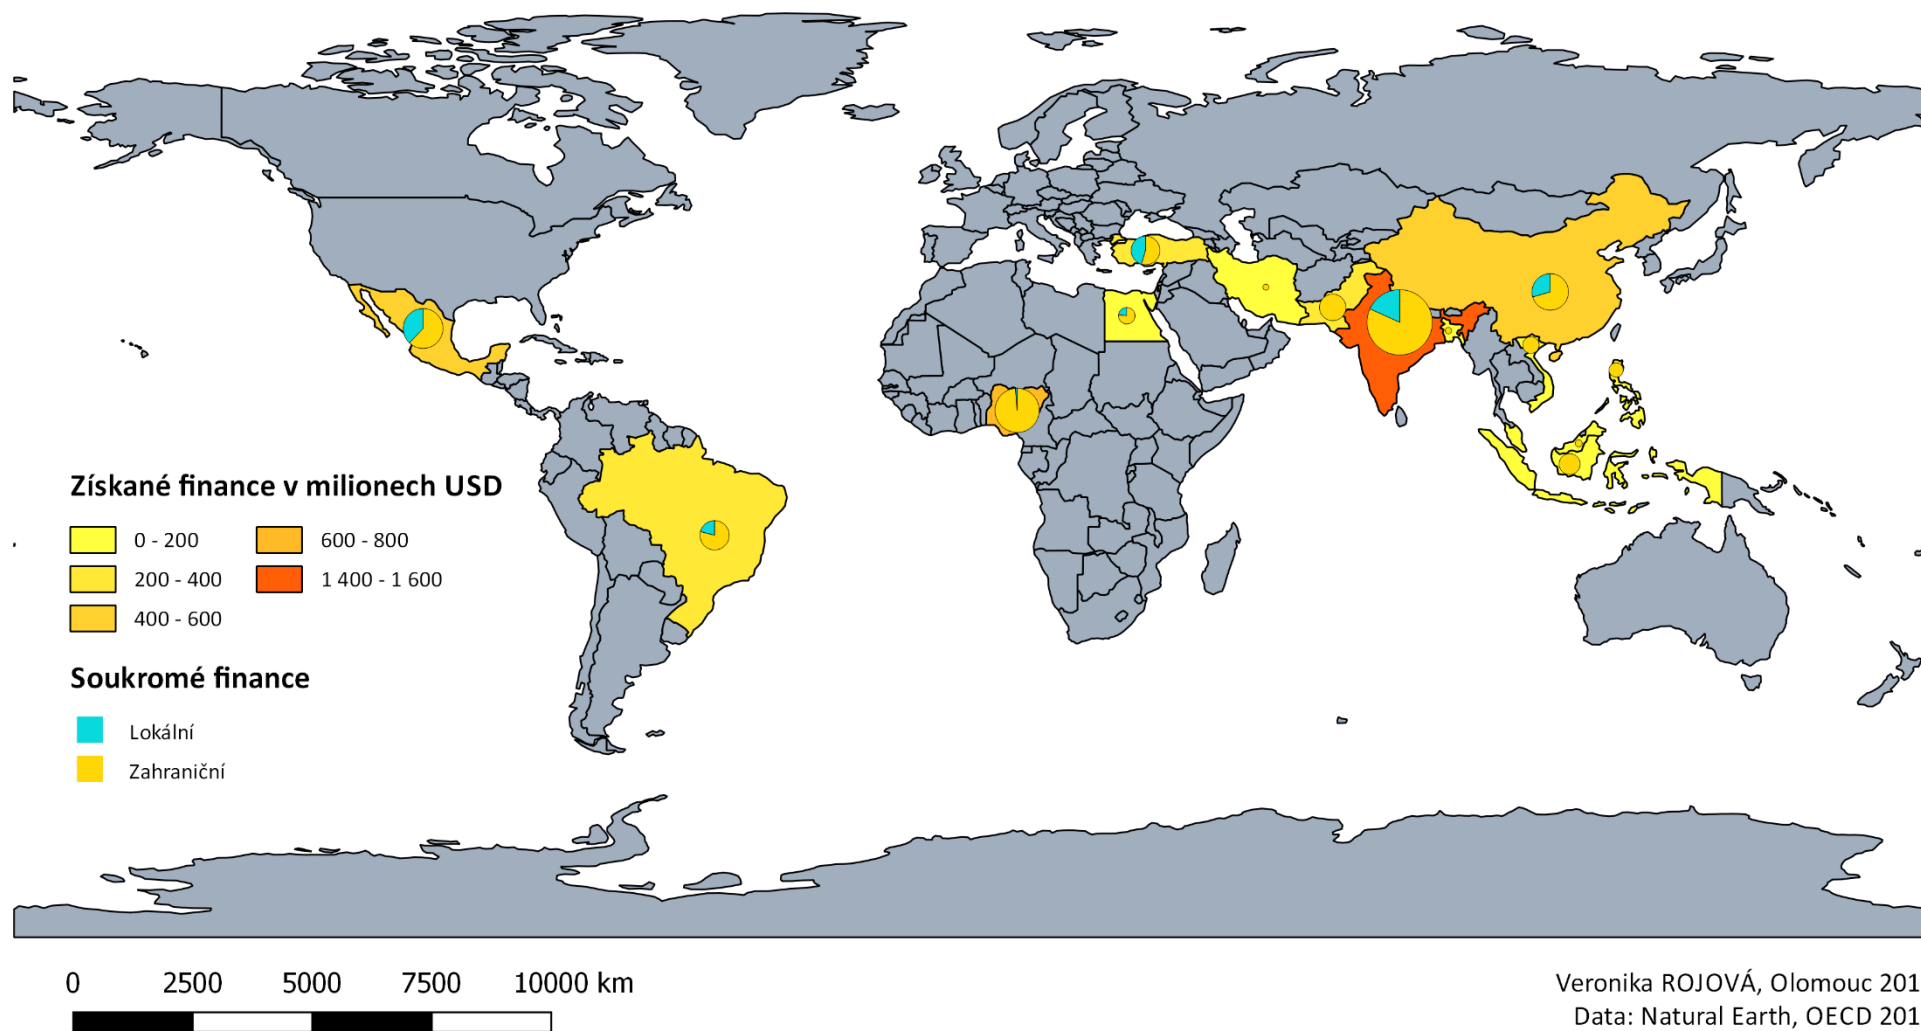 Získané finance v milionech USD
0 - 200
200 - 400
400 - 600
600 - 800
1 400 - 1 600
Soukromé finance
Lokální
Zahraniční
0 2500 5000 7500 10000 km
Veronika ROJOVÁ, Olomouc 201
Data: Natural Earth, OECD 201